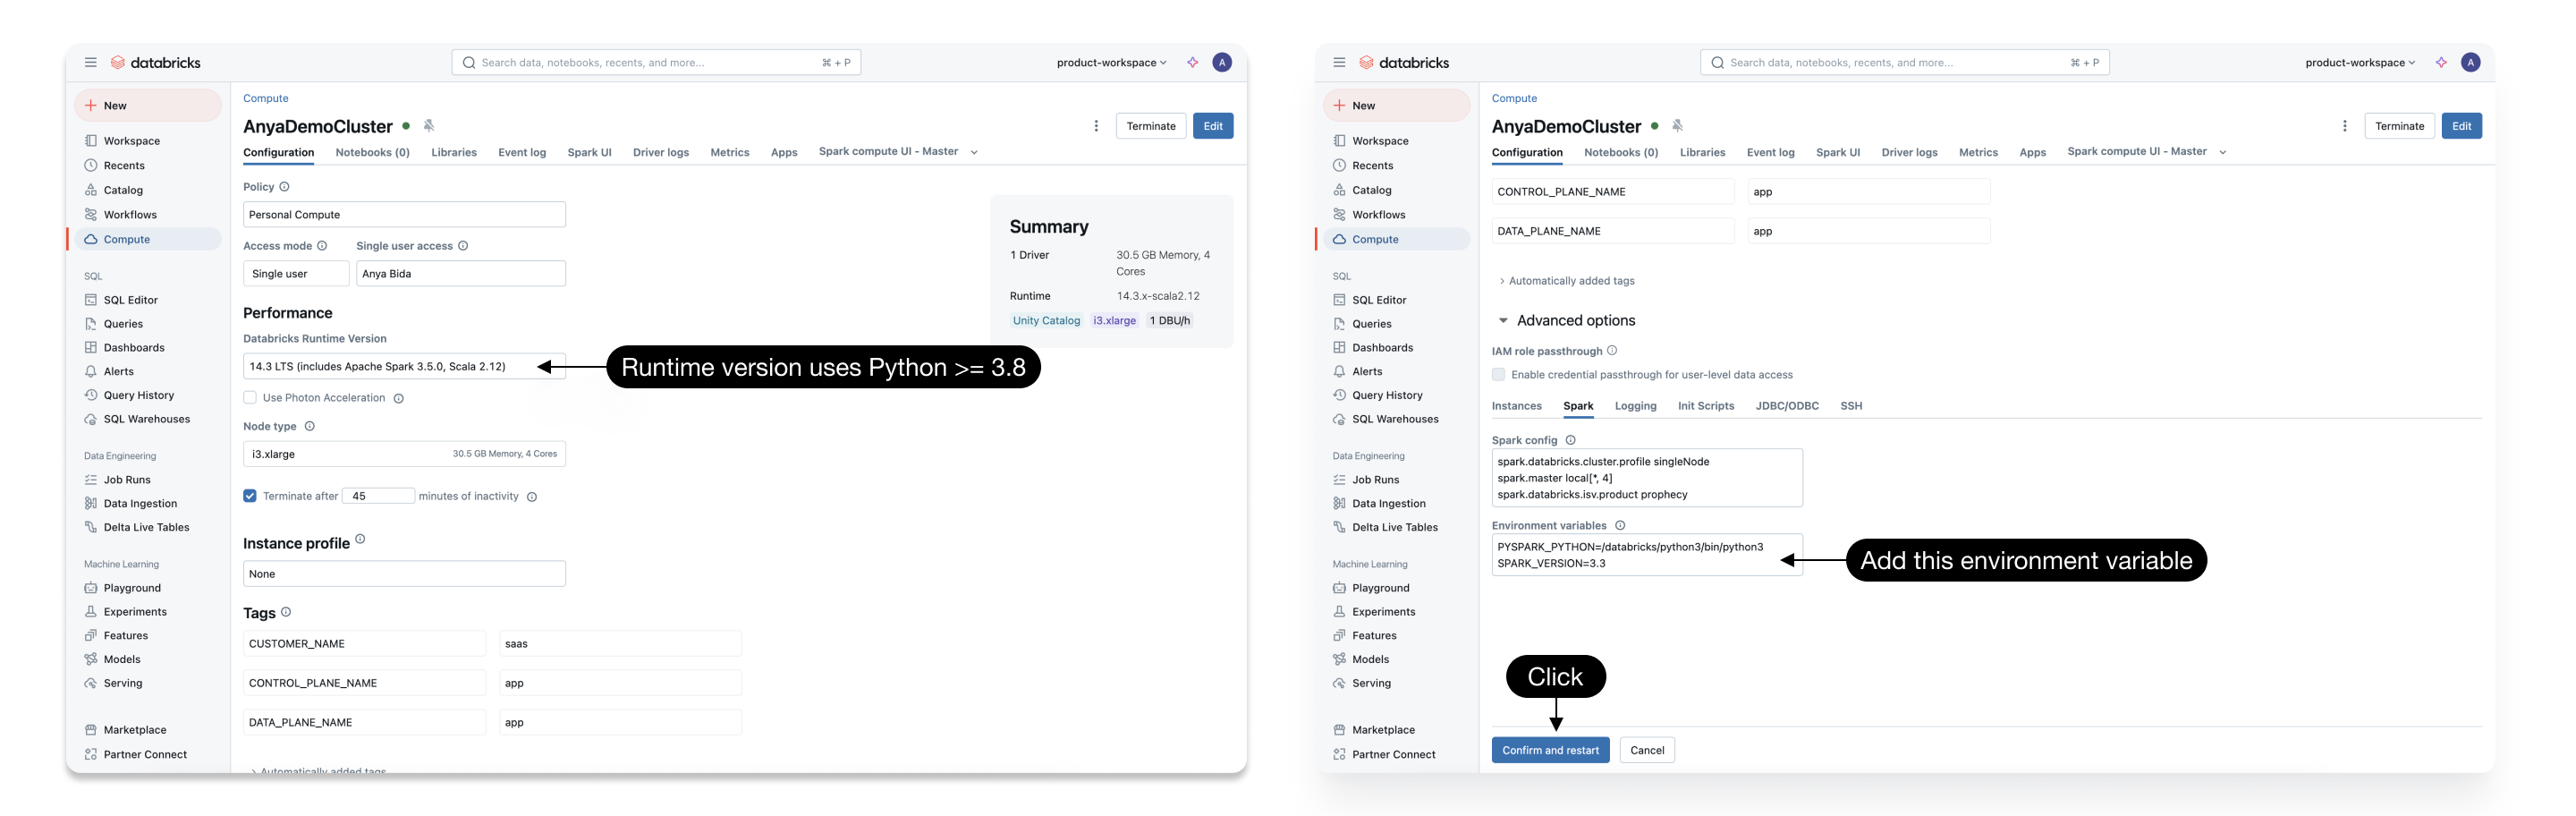 databricks
Search data, notebooks, recents, and more...
⌘ + P
product-workspace
A
New
Workspace
Recents
Catalog
Workflows
Compute
SQL
SQL Editor
Queries
Dashboards
Alerts
Query History
SQL Warehouses
Data Engineering
Job Runs
Data Ingestion
Delta Live Tables
Machine Learning
Playground
Experiments
Features
Models
Serving
Marketplace
Partner Connect
Compute
AnyaDemoCluster
Terminate
Edit
Configuration Notebooks (0) Libraries Event log Spark UI Driver logs Metrics Apps Spark compute UI - Master
Policy
Personal Compute
Access mode Single user access
Single user Anya Bida
Performance
Databricks Runtime Version
14.3 LTS (includes Apache Spark 3.5.0, Scala 2.12)
Runtime version uses Python >= 3.8
Use Photon Acceleration
Node type
i3.xlarge 30.5 GB Memory, 4 Cores
Terminate after 45 minutes of inactivity
Instance profile
None
Tags
CUSTOMER_NAME saas
CONTROL_PLANE_NAME app
DATA_PLANE_NAME app
Automatically added tags
Summary
1 Driver 30.5 GB Memory, 4
Cores
Runtime 14.3.x-scala2.12
Unity Catalog i3.xlarge 1 DBU/h
databricks
Search data, notebooks, recents, and more...
⌘ + P
product-workspace
A
New
Workspace
Recents
Catalog
Workflows
Compute
SQL
SQL Editor
Queries
Dashboards
Alerts
Query History
SQL Warehouses
Data Engineering
Job Runs
Data Ingestion
Delta Live Tables
Machine Learning
Playground
Experiments
Features
Models
Serving
Marketplace
Partner Connect
Compute
AnyaDemoCluster
Terminate
Edit
Configuration Notebooks (0) Libraries Event log Spark UI Driver logs Metrics Apps Spark compute UI - Master
CONTROL_PLANE_NAME app
DATA_PLANE_NAME app
Automatically added tags
Advanced options
IAM role passthrough
Enable credential passthrough for user-level data access
Instances Spark Logging Init Scripts JDBC/ODBC SSH
Spark config
spark.databricks.cluster.profile singleNode
spark.master local[*, 4]
spark.databricks.isv.product prophecy
Environment variables
PYSPARK_PYTHON=/databricks/python3/bin/python3
SPARK_VERSION=3.3
Add this environment variable
Click
Confirm and restart
Cancel